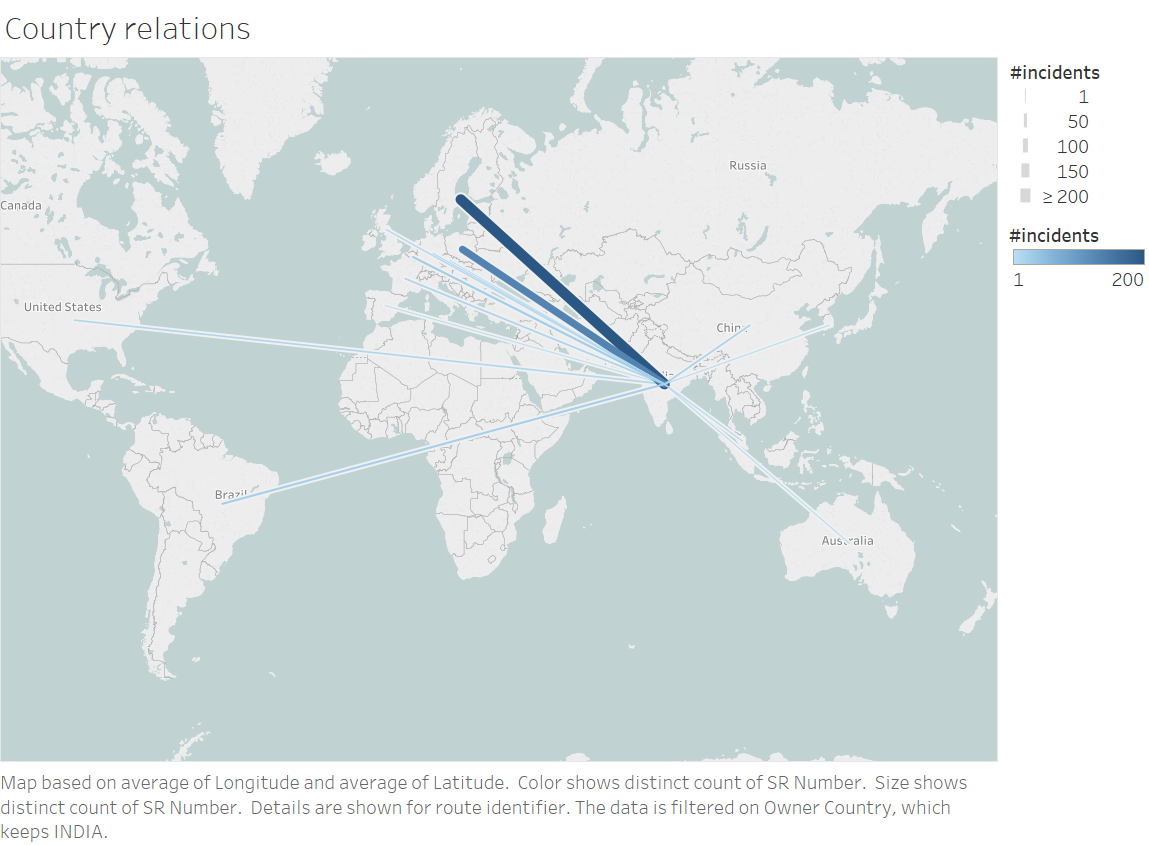 Country relations
#incidents
1
50
100
150
≥ 200
#incidents
1 200
Russia
Canada
United States
Brazil
Australia
Map based on average of Longitude and average of Latitude.  Color shows distinct count of SR Number.  Size shows
distinct count of SR Number.  Details are shown for route identifier. The data is filtered on Owner Country, which
keeps INDIA.